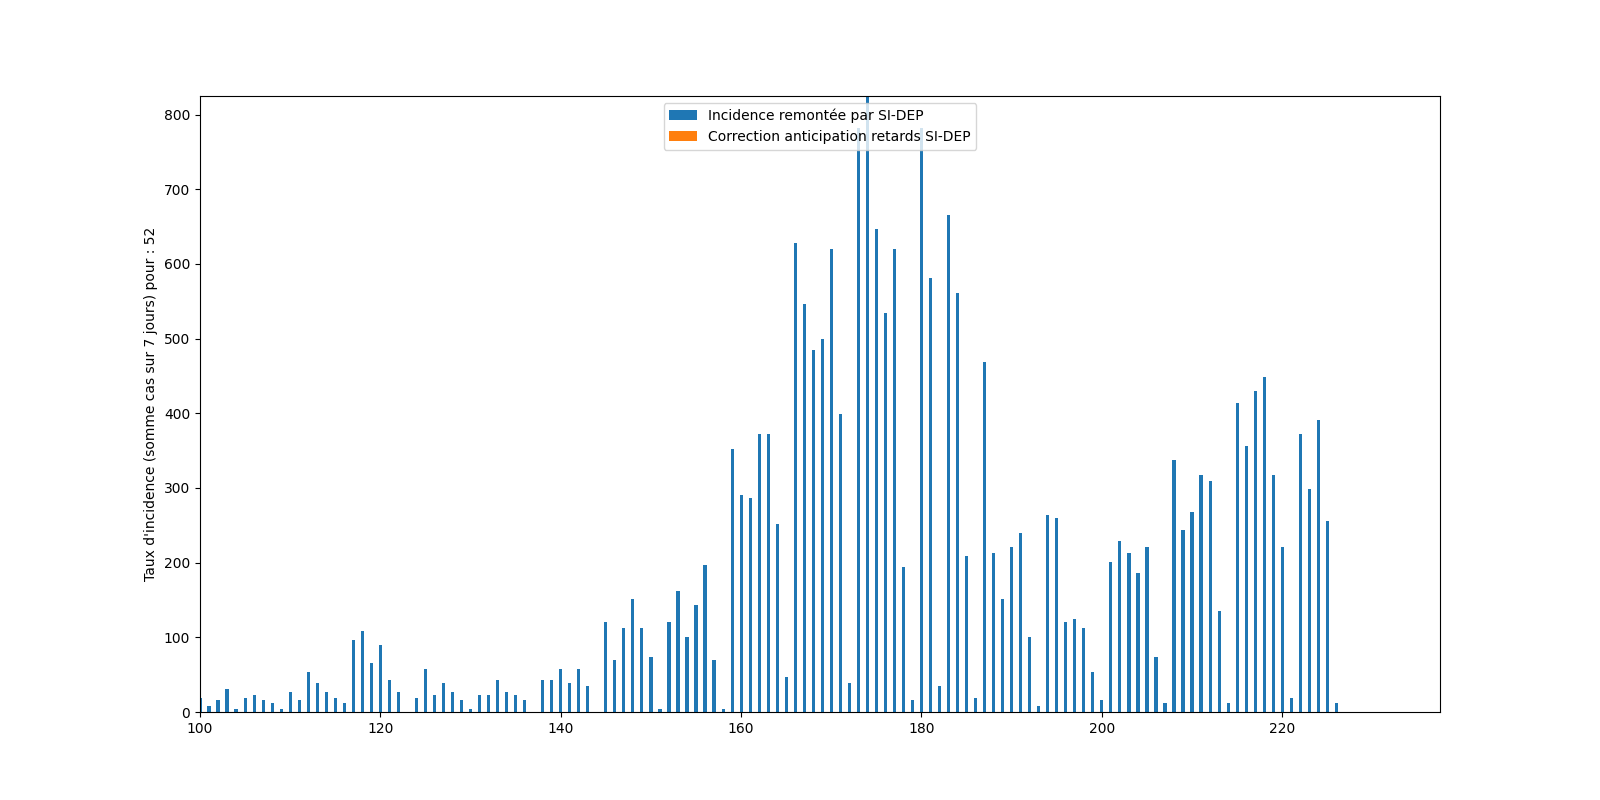 Incidence remontée par SI-DEP
Correction anticipation retards SI-DEP
Taux d'incidence (somme cas sur 7 jours) pour : 52
800
700
600
500
400
300
200
100
0
100 120 140 160 180 200 220